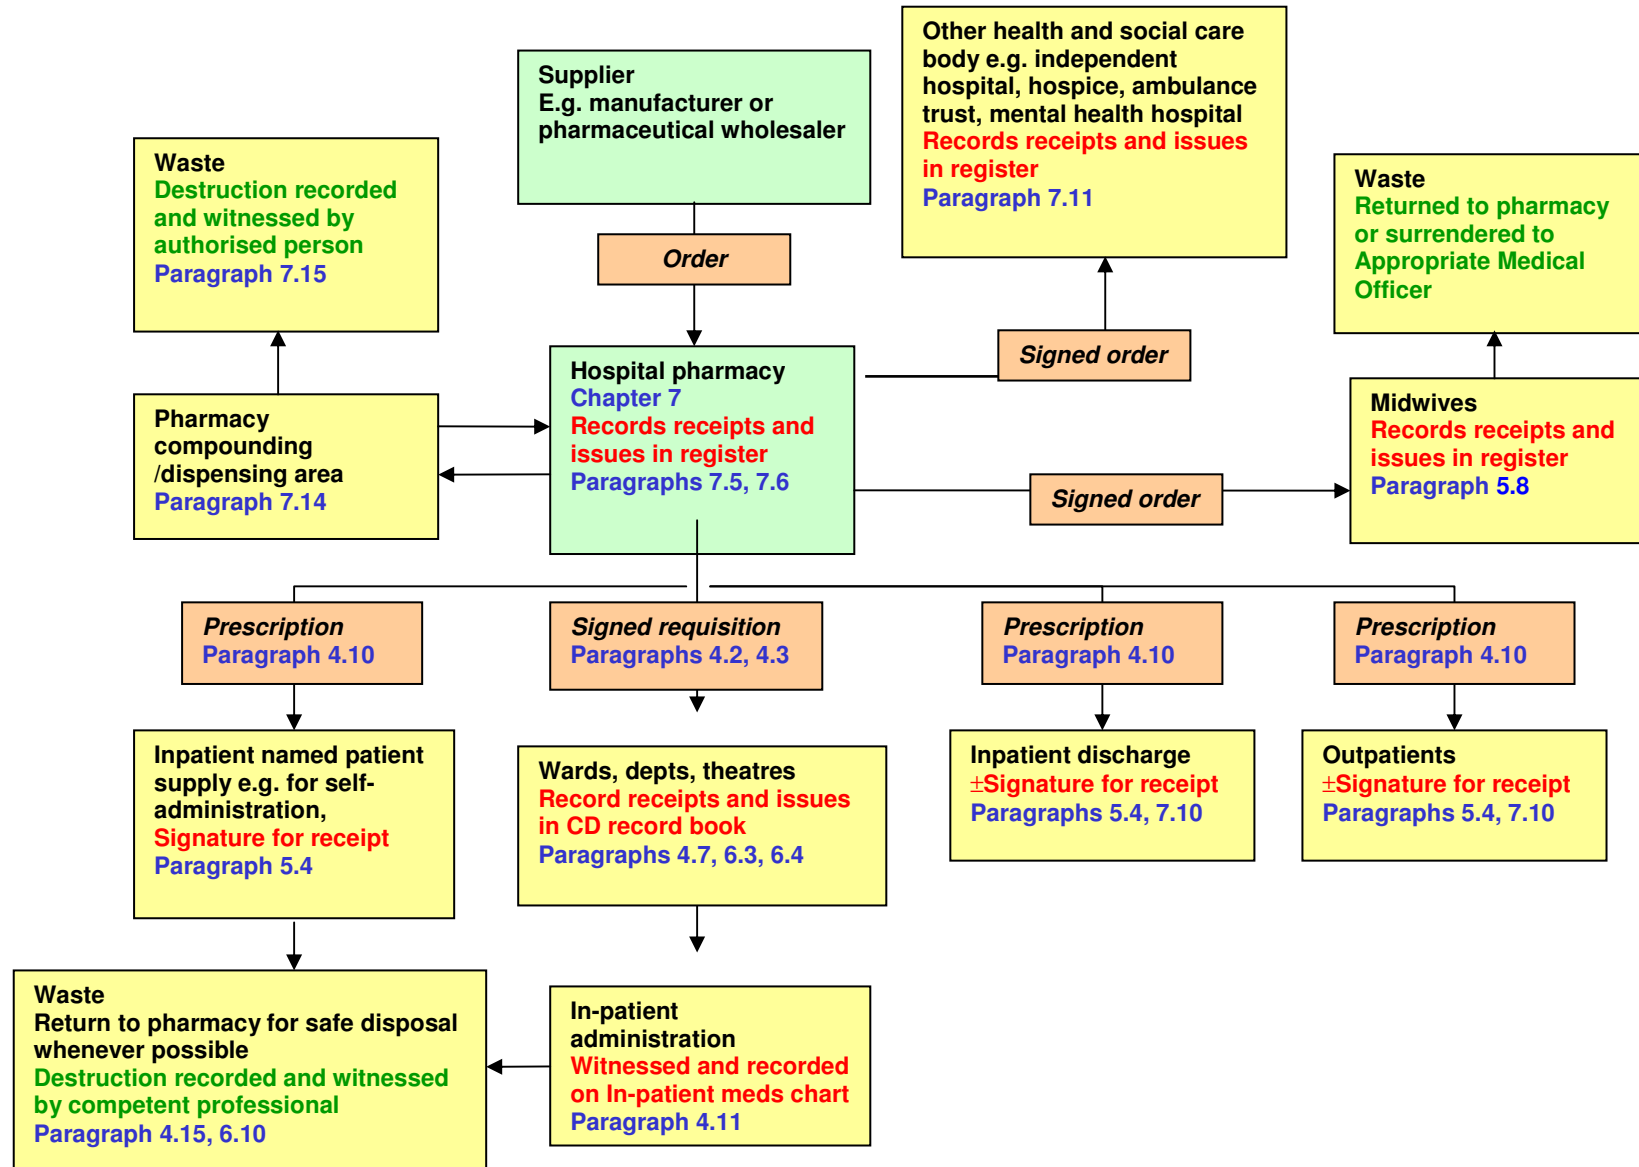 Supplier
E.g. manufacturer or
pharmaceutical wholesaler
Other health and social care
body e.g. independent
hospital, hospice, ambulance
trust, mental health hospital
Records receipts and issues
in register
Paragraph 7.11
Waste
Destruction recorded
and witnessed by
authorised person
Paragraph 7.15
Waste
Returned to pharmacy
or surrendered to
Appropriate Medical
Officer
Order
Signed order
Hospital pharmacy
Chapter 7
Records receipts and
issues in register
Paragraphs 7.5, 7.6
Pharmacy
compounding
/dispensing area
Paragraph 7.14
Midwives
Records receipts and
issues in register
Paragraph 5.8
Signed order
Prescription
Paragraph 4.10
Signed requisition
Paragraphs 4.2, 4.3
Prescription
Paragraph 4.10
Prescription
Paragraph 4.10
Inpatient named patient
supply e.g. for self-
administration,
Signature for receipt
Paragraph 5.4
Wards, depts, theatres
Record receipts and issues
in CD record book
Paragraphs 4.7, 6.3, 6.4
Inpatient discharge
±Signature for receipt
Paragraphs 5.4, 7.10
Outpatients
±Signature for receipt
Paragraphs 5.4, 7.10
Waste
Return to pharmacy for safe disposal
whenever possible
Destruction recorded and witnessed
by competent professional
Paragraph 4.15, 6.10
In-patient
administration
Witnessed and recorded
on In-patient meds chart
Paragraph 4.11